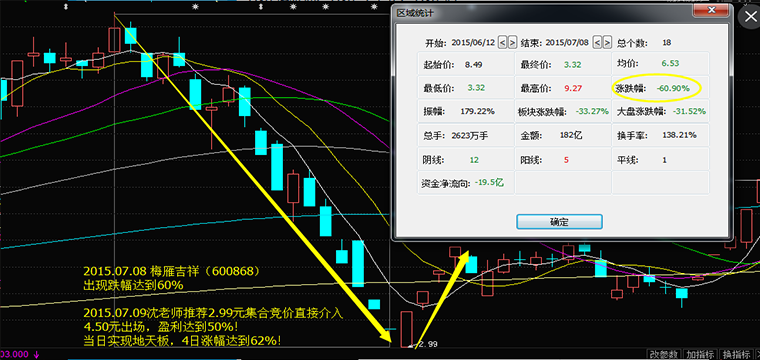 区域统计
开始: 2015/06/12 < > 结束: 2015/07/08 < > 总个数: 18
起始价: 8.49 最终价: 3.32 均价: 6.53
最低价: 3.32 最高价: 9.27 涨跌幅: -60.90%
振幅: 179.22% 板块涨跌幅: -33.27% 大盘涨跌幅: -31.52%
总手: 2623万手 金额: 182亿 换手率: 138.21%
阴线: 12 阳线: 5 平线: 1
资金净流向: -19.5亿
确定
2015.07.08 梅雁吉祥（600868）
出现跌幅达到60%
2015.07.09沈老师推荐2.99元集合竞价直接介入
4.50元出场，盈利达到50%!
当日实现地天板，4日涨幅达到62%!
2.99
03.000 改参数 加指标 换指标